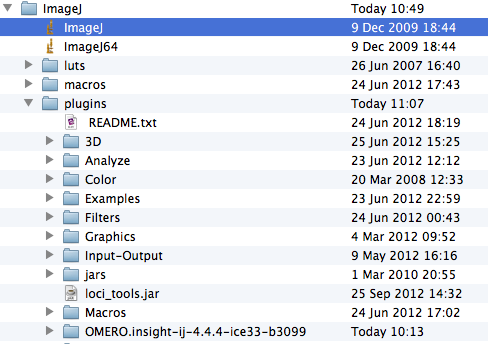 ImageJ Today 10:49
ImageJ 9 Dec 2009 18:44
ImageJ64 9 Dec 2009 18:44
luts 26 Jun 2007 16:40
macros 24 Jun 2012 17:43
plugins Today 11:07
README.txt 24 Jun 2012 18:19
3D 25 Jun 2012 15:25
Analyze 23 Jun 2012 12:12
Color 20 Mar 2008 12:33
Examples 23 Jun 2012 22:59
Filters 24 Jun 2012 00:43
Graphics 4 Mar 2012 09:52
Input-Output 9 May 2012 16:16
jars 1 Mar 2010 20:55
loci_tools.jar 25 Sep 2012 14:32
Macros 24 Jun 2012 17:02
OMERO.insight-ij-4.4.4-ice33-b3099 Today 10:13